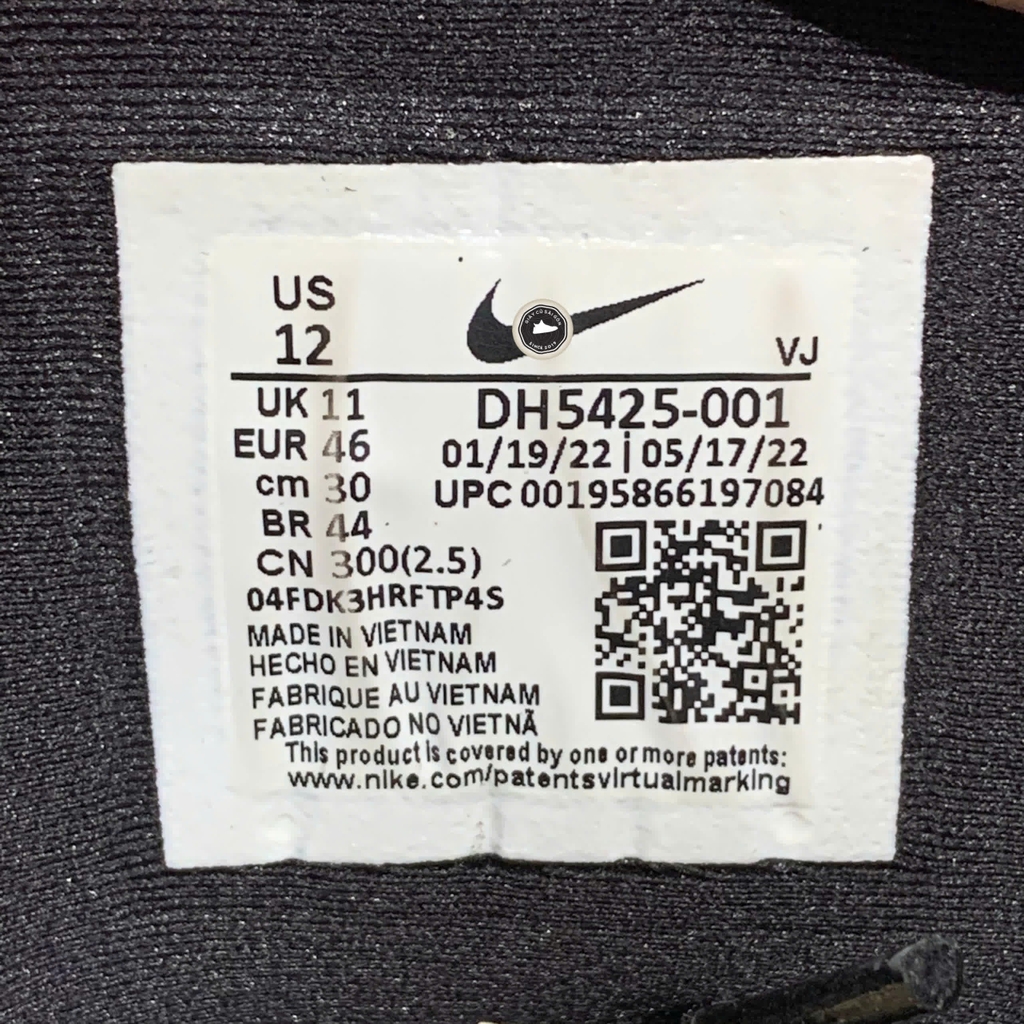 US
12
VJ
UK 11
EUR 46
cm 30
BR 44
CN 300(2.5)
DH5425-001
01/19/22 | 05/17/22
UPC 00195866197084
04FDK3HRFTP4S
MADE IN VIETNAM
HECHO EN VIETNAM
FABRIQUE AU VIETNAM
FABRICADO NO VIETNÃ
This product is covered by one or more patents:
www.nike.com/patentsvirtualmarking
SINCE 2019